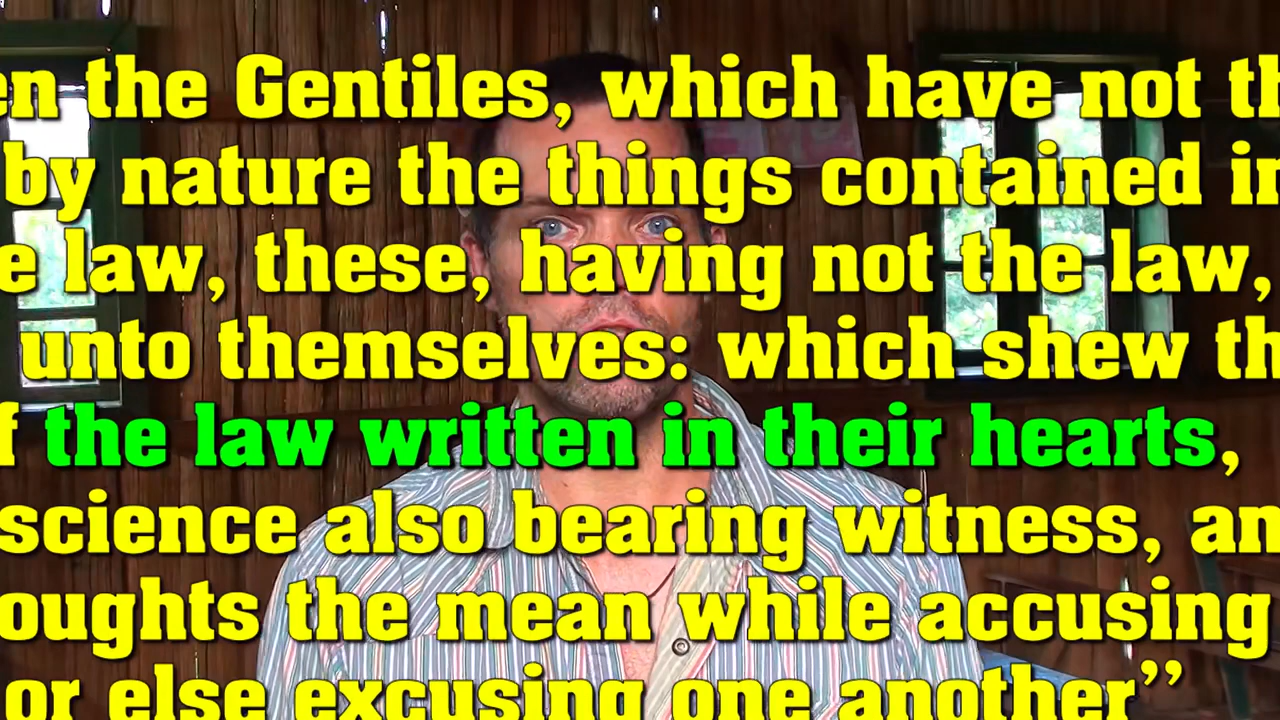 en the Gentiles, which have not th
by nature the things contained in
e law, these, having not the law,
unto themselves: which shew th
f the law written in their hearts,
science also bearing witness, an
oughts the mean while accusing
or else excusing one another”